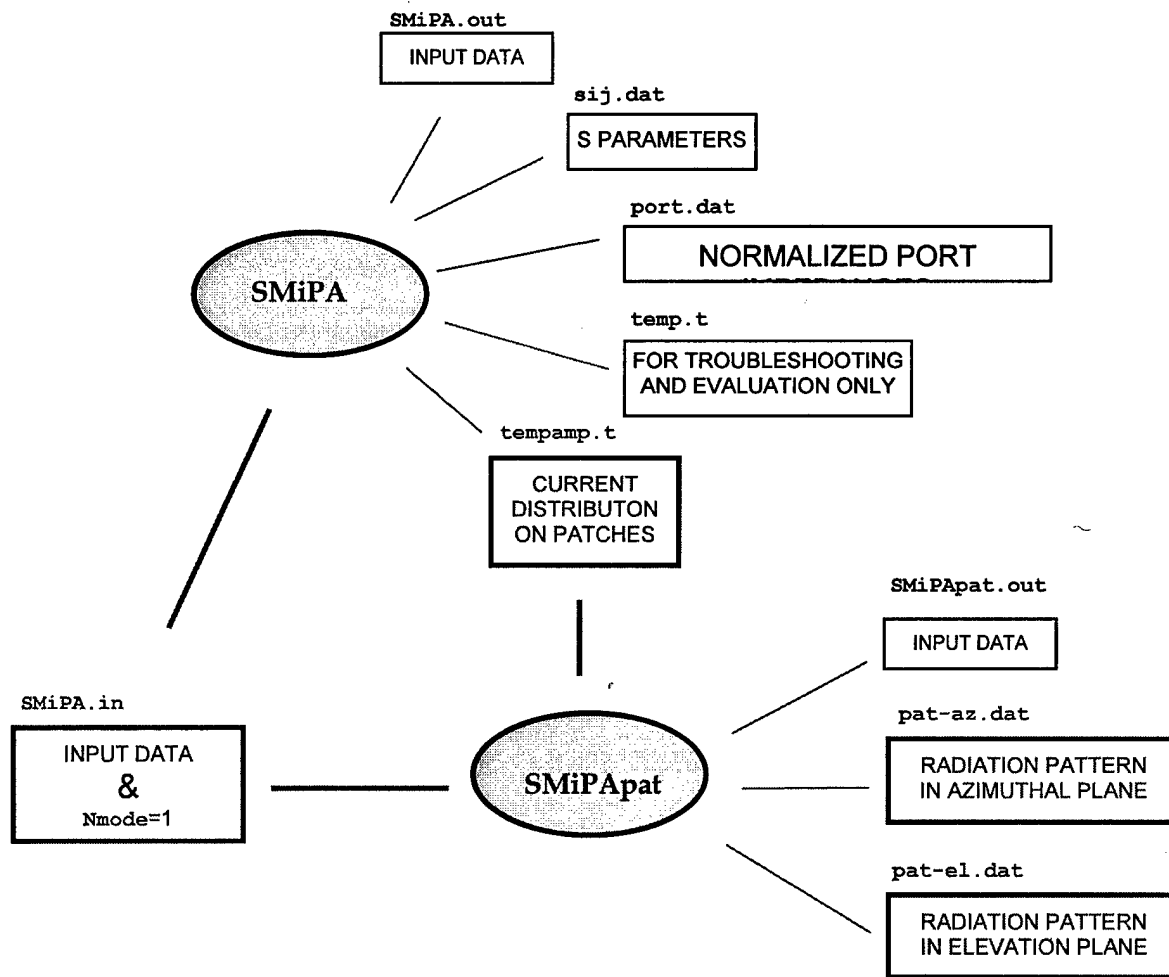 SMiPA.out
INPUT DATA
sij.dat
S PARAMETERS
port.dat
NORMALIZED PORT
SMiPA
temp.t
FOR TROUBLESHOOTING
AND EVALUATION ONLY
tempamp.t
CURRENT
DISTRIBUTON
ON PATCHES
SMiPApat.out
INPUT DATA
SMiPA.in
INPUT DATA
&
Nmode=1
SMiPApat
pat-az.dat
RADIATION PATTERN
IN AZIMUTHAL PLANE
pat-el.dat
RADIATION PATTERN
IN ELEVATION PLANE